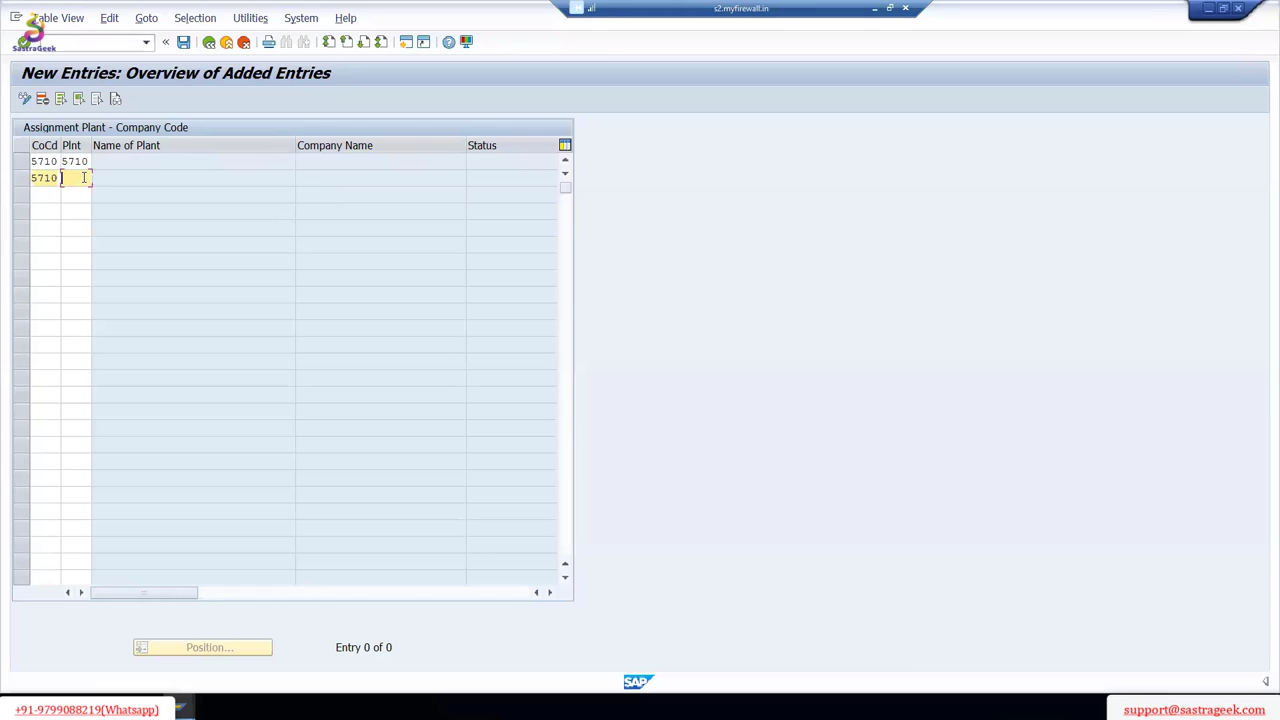 Table View Edit Goto Selection Utilities System Help
s2.myfirewall.in
SastraGeek
New Entries: Overview of Added Entries
Assignment Plant - Company Code
CoCd Plnt Name of Plant Company Name Status
5710 5710
5710
Position... Entry 0 of 0
SAP
+91-9799088219(Whatsapp)
support@sastrageek.com